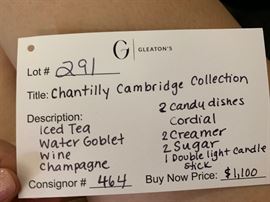 G | GLEATON'S
Lot # 291
Title: Chantilly Cambridge Collection
Description:
Iced Tea
Water Goblet
Wine
Champagne
2 Candy dishes
Cordial
2 Creamer
2 Sugar
1 Double light candle
stick
Consignor # 464
Buy Now Price: $1,100